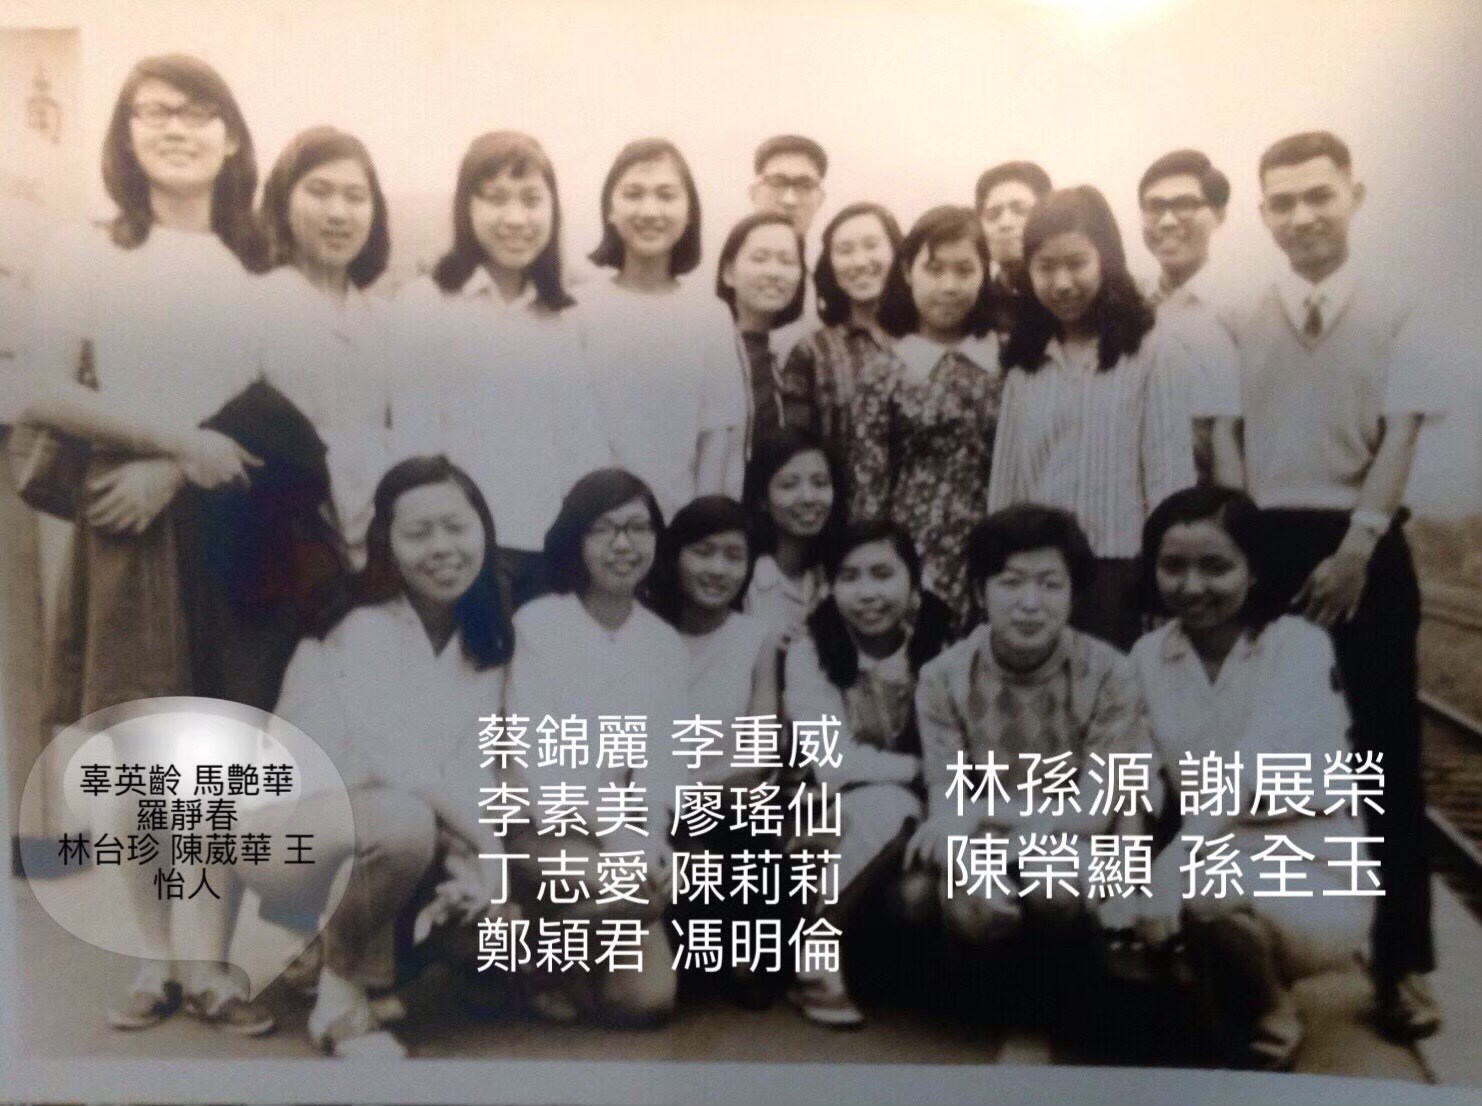 辜英齡 馬艷華
羅靜春
林台珍 陳葳華 王
怡人
蔡錦麗 李重威
李素美 廖瑤仙
丁志愛 陳莉莉
鄭穎君 馮明倫
林孫源 謝展榮
陳榮顯 孫全玉